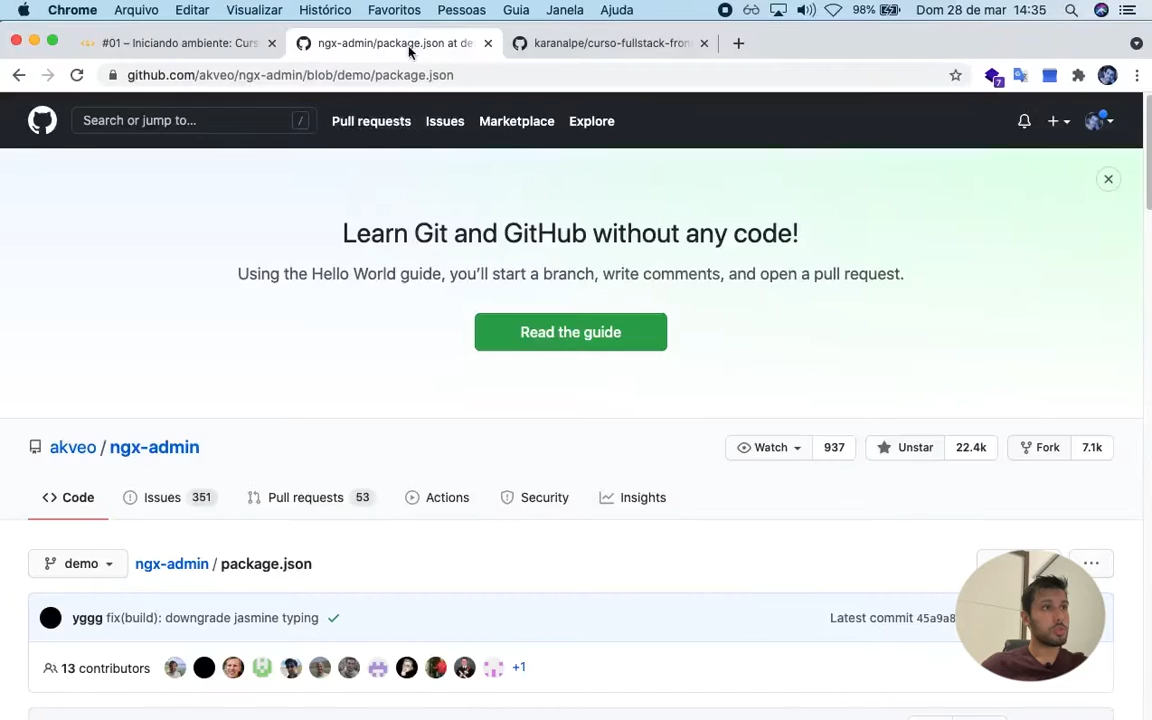 Chrome Arquivo Editar Visualizar Histórico Favoritos Pessoas Guia Janela Ajuda 98% Dom 28 de mar 14:35
#01 – Iniciando ambiente: Curs
ngx-admin/package.json at de
karanalpe/curso-fullstack-fron
github.com/akveo/ngx-admin/blob/demo/package.json
7
Search or jump to... /
Pull requests Issues Marketplace Explore
Learn Git and GitHub without any code!
Using the Hello World guide, you’ll start a branch, write comments, and open a pull request.
Read the guide
akveo / ngx-admin
Watch 937 Unstar 22.4k Fork 7.1k
Code Issues 351 Pull requests 53 Actions Security Insights
demo ngx-admin / package.json
yggg fix(build): downgrade jasmine typing
Latest commit 45a9a8
13 contributors +1